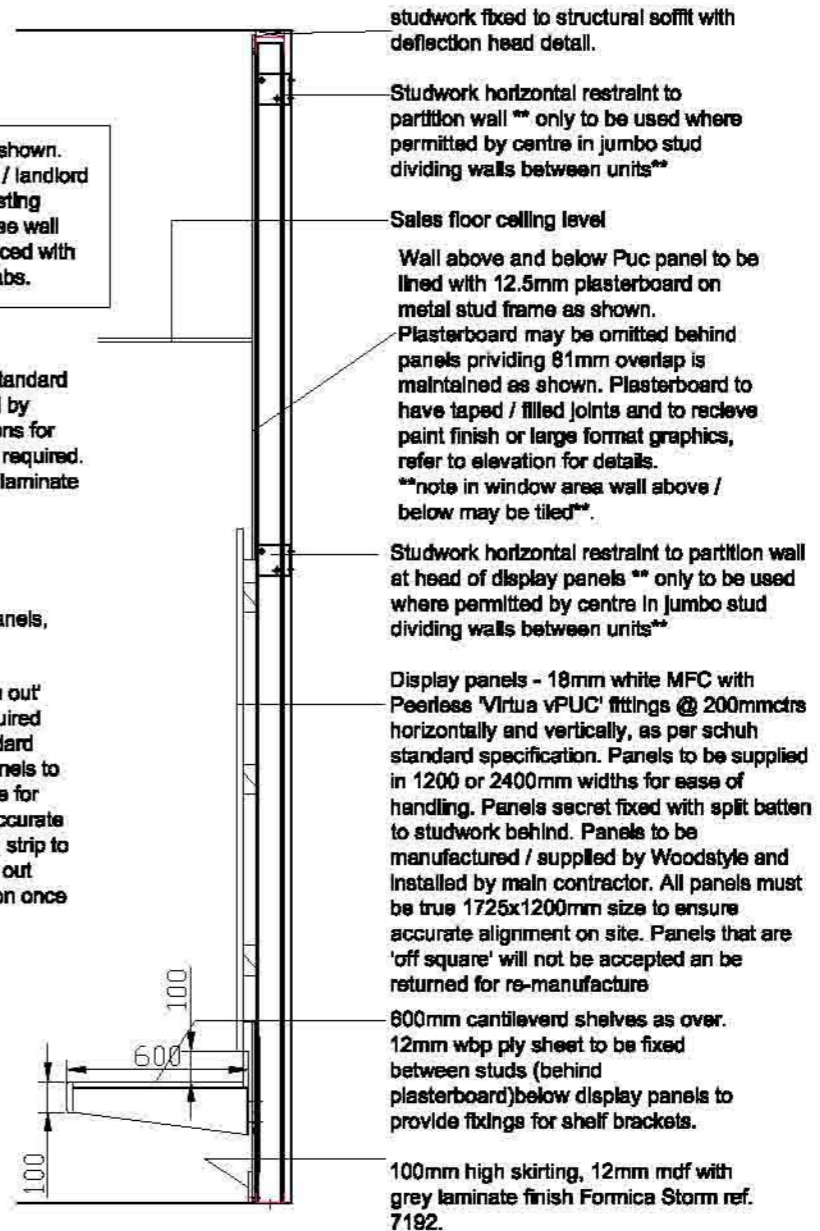 shown.
/ landlord
sting
se wall
ced with
abs.
tandard
d by
ons for
required.
laminate
anels,
out'
uired
dard
nels to
e for
ccurate
strip to
out
on once
studwork fixed to structural soffit with
deflection head detail.
Studwork horizontal restraint to
partition wall ** only to be used where
permitted by centre in jumbo stud
dividing walls between units**
Sales floor ceiling level
Wall above and below Puc panel to be
lined with 12.5mm plasterboard on
metal stud frame as shown.
Plasterboard may be omitted behind
panels prividing 81mm overlap is
maintained as shown. Plasterboard to
have taped / filled joints and to recieve
paint finish or large format graphics,
refer to elevation for details.
**note in window area wall above /
below may be tiled**.
Studwork horizontal restraint to partition wall
at head of display panels ** only to be used
where permitted by centre in jumbo stud
dividing walls between units**
Display panels - 18mm white MFC with
Peerless 'Virtua vPUC' fittings @ 200mmctrs
horizontally and vertically, as per schuh
standard specification. Panels to be supplied
in 1200 or 2400mm widths for ease of
handling. Panels secret fixed with split batten
to studwork behind. Panels to be
manufactured / supplied by Woodstyle and
installed by main contractor. All panels must
be true 1725x1200mm size to ensure
accurate alignment on site. Panels that are
'off square' will not be accepted an be
returned for re-manufacture
600mm cantileverd shelves as over.
12mm wbp ply sheet to be fixed
between studs (behind
plasterboard)below display panels to
provide fixings for shelf brackets.
100mm high skirting, 12mm mdf with
grey laminate finish Formica Storm ref.
7192.
100
600
100